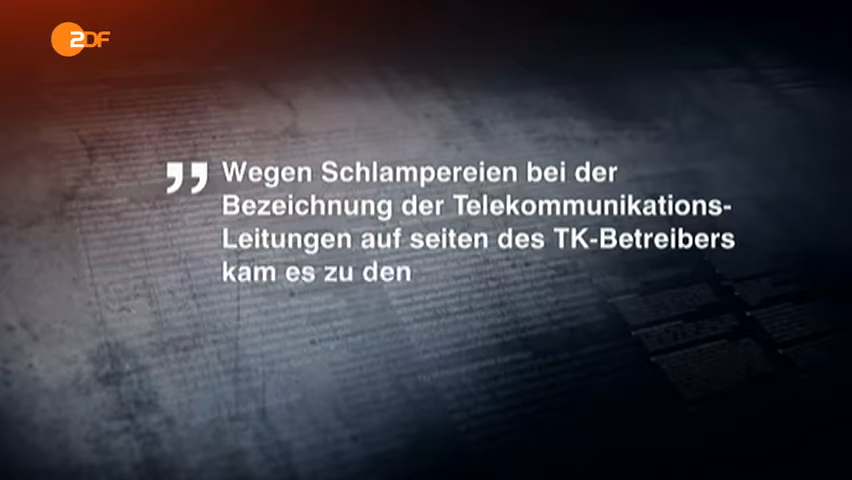 ZDF
„Wegen Schlampereien bei der
Bezeichnung der Telekommunikations-
Leitungen auf seiten des TK-Betreibers
kam es zu den